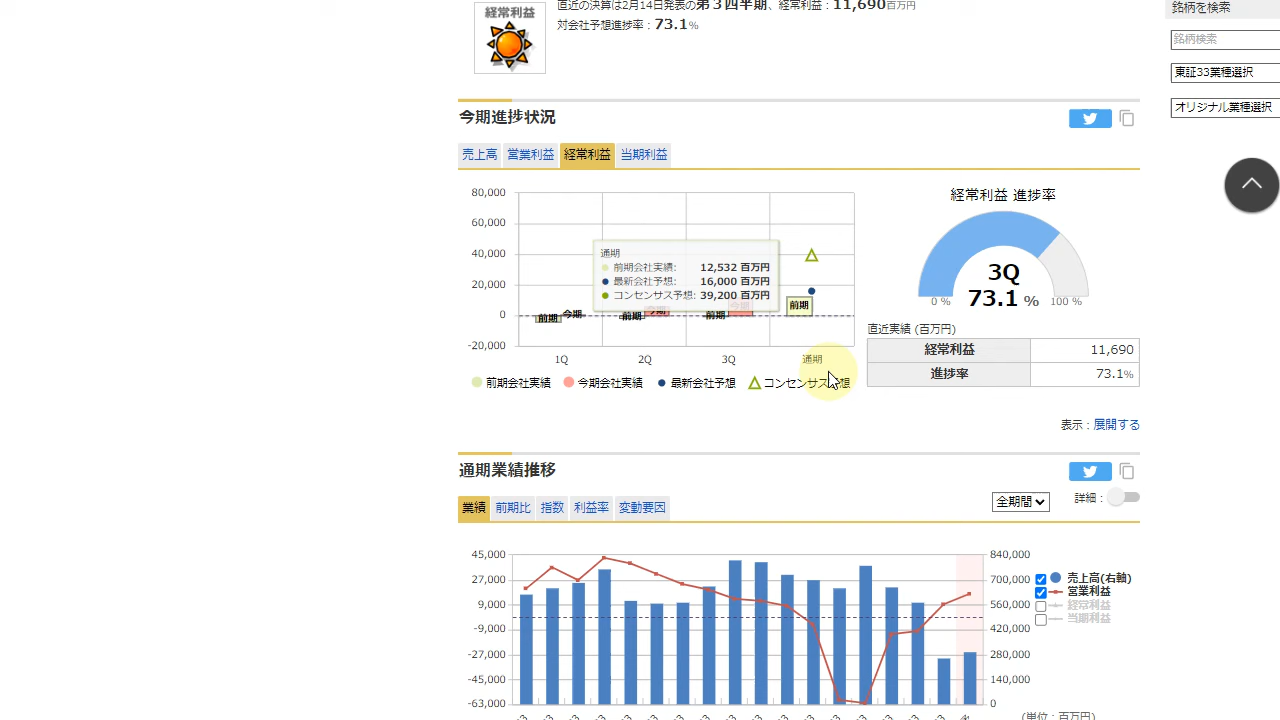 経常利益
直近の決算は2月14日発表の第３四半期、経常利益：11,690百万円
対会社予想進捗率：73.1%
銘柄を検索
銘柄検索
東証33業種選択
オリジナル業種選択
今期進捗状況
売上高 営業利益 経常利益 当期利益
80,000
60,000
40,000
20,000
0
-20,000
通期
前期会社実績: 12,532 百万円
最新会社予想: 16,000 百万円
コンセンサス予想: 39,200 百万円
前期 今期 前期 今期 前期 今期 前期
1Q 2Q 3Q 通期
前期会社実績 今期会社実績 最新会社予想 コンセンサス予想
経常利益 進捗率
3Q
0 % 73.1 % 100 %
直近実績 (百万円)
経常利益 11,690
進捗率 73.1%
表示：展開する
通期業績推移
業績 前期比 指数 利益率 変動要因
全期間 詳細：
45,000 840,000
27,000 700,000
9,000 560,000
-9,000 420,000
-27,000 280,000
-45,000 140,000
-63,000 0
売上高(右軸)
営業利益
経常利益
当期利益
(単位：百万円)